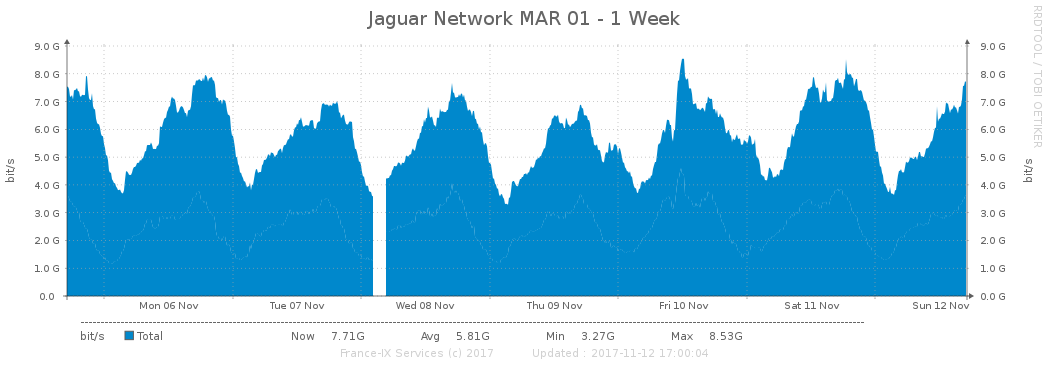 Jaguar Network MAR 01 - 1 Week
RRDTOOL / TOBI OETIKER
bit/s
9.0 G 9.0 G
8.0 G 8.0 G
7.0 G 7.0 G
6.0 G 6.0 G
5.0 G 5.0 G
4.0 G 4.0 G
3.0 G 3.0 G
2.0 G 2.0 G
1.0 G 1.0 G
0.0 0.0 G
bit/s
Mon 06 Nov Tue 07 Nov Wed 08 Nov Thu 09 Nov Fri 10 Nov Sat 11 Nov Sun 12 Nov
bit/s Total Now 7.71G Avg 5.81G Min 3.27G Max 8.53G
France-IX Services (c) 2017 Updated : 2017-11-12 17:00:04